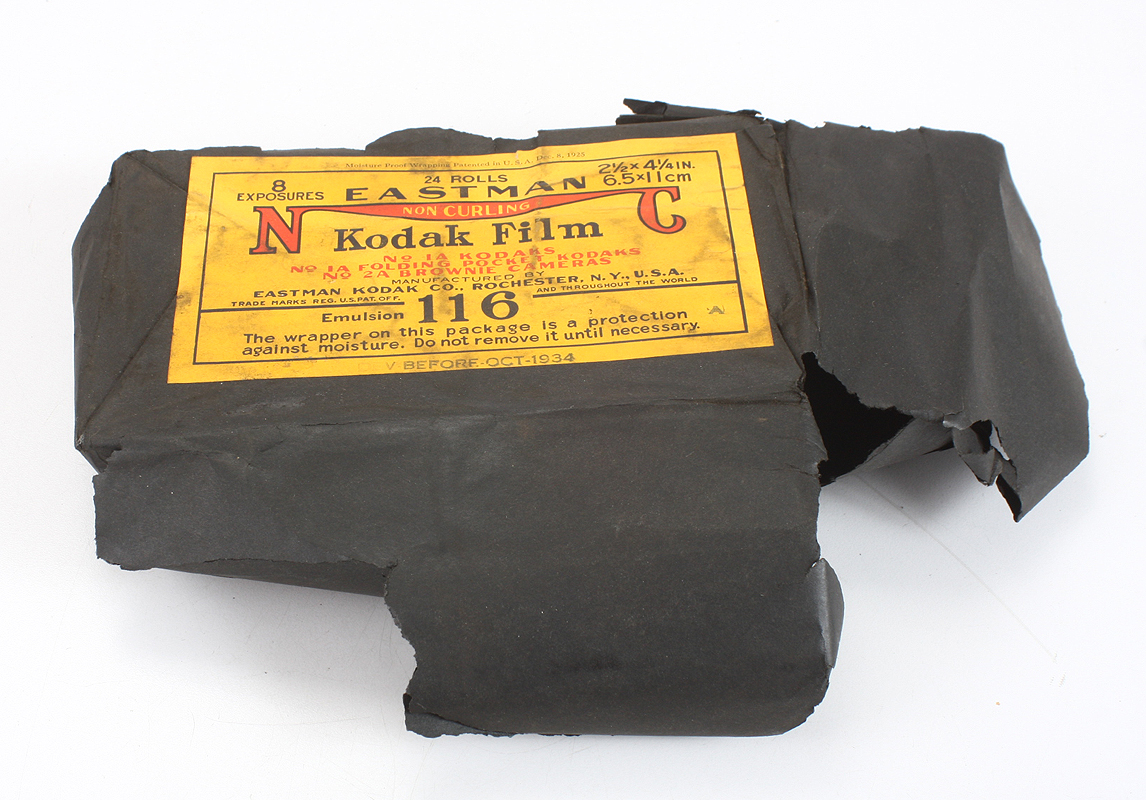 Moisture Proof Wrapping Patented in U.S.A. Dec. 8, 1925
8 EXPOSURES
24 ROLLS
2½ × 4¼ IN.
6.5 × 11 cm
EASTMAN
NON CURLING
N C
Kodak Film
No 1A KODAKS
No 1A FOLDING POCKET KODAKS
No 2A BROWNIE CAMERAS
MANUFACTURED BY
EASTMAN KODAK CO., ROCHESTER, N.Y., U.S.A.
TRADE MARKS REG. U.S. PAT. OFF.
AND THROUGHOUT THE WORLD
Emulsion 116
A
The wrapper on this package is a protection
against moisture. Do not remove it until necessary.
V BEFORE-OCT-1934